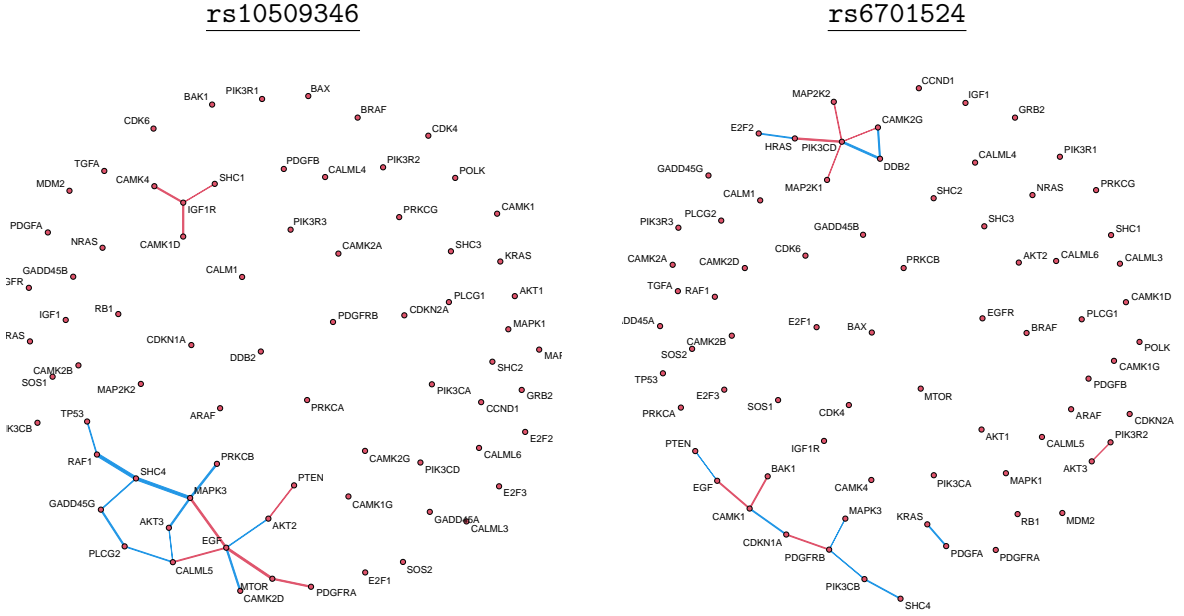 rs10509346
rs6701524
BAX
PIK3R1
BAK1
BRAF
CDK6
CDK4
PDGFB
CALML4
PIK3R2
TGFA
CAMK4
SHC1
POLK
MDM2
IGF1R
PRKCG
CAMK1
PDGFA
PIK3R3
NRAS
CAMK1D
CAMK2A
SHC3
KRAS
GADD45B
CALM1
GFR
AKT1
PLCG1
RB1
CDKN2A
IGF1
PDGFRB
MAPK1
RAS
CDKN1A
MAF
DDB2
SHC2
CAMK2B
SOS1
MAP2K2
PIK3CA
GRB2
PRKCA
CCND1
TP53
ARAF
IK3CB
E2F2
PRKCB
CAMK2G
CALML6
RAF1
SHC4
PIK3CD
PTEN
MAPK3
E2F3
GADD45G
CAMK1G
AKT3
AKT2
GADD45A
CALML3
EGF
PLCG2
CALML5
SOS2
E2F1
MTOR
CAMK2D
PDGFRA
CCND1
MAP2K2
IGF1
GRB2
E2F2
CAMK2G
HRAS
PIK3CD
DDB2
CALML4
PIK3R1
GADD45G
MAP2K1
CALM1
SHC2
NRAS
PRKCG
PIK3R3
PLCG2
GADD45B
SHC3
SHC1
CDK6
CAMK2A
CAMK2D
PRKCB
AKT2
CALML6
CALML3
TGFA
RAF1
CAMK1D
EGFR
PLCG1
DD45A
E2F1
BAX
BRAF
CAMK2B
SOS2
POLK
CAMK1G
TP53
PDGFB
E2F3
MTOR
PRKCA
SOS1
CDK4
ARAF
CDKN2A
AKT1
CALML5
PIK3R2
PTEN
IGF1R
AKT3
BAK1
EGF
CAMK4
PIK3CA
MAPK1
CAMK1
MAPK3
KRAS
RB1
MDM2
CDKN1A
PDGFRB
PDGFA
PDGFRA
PIK3CB
SHC4